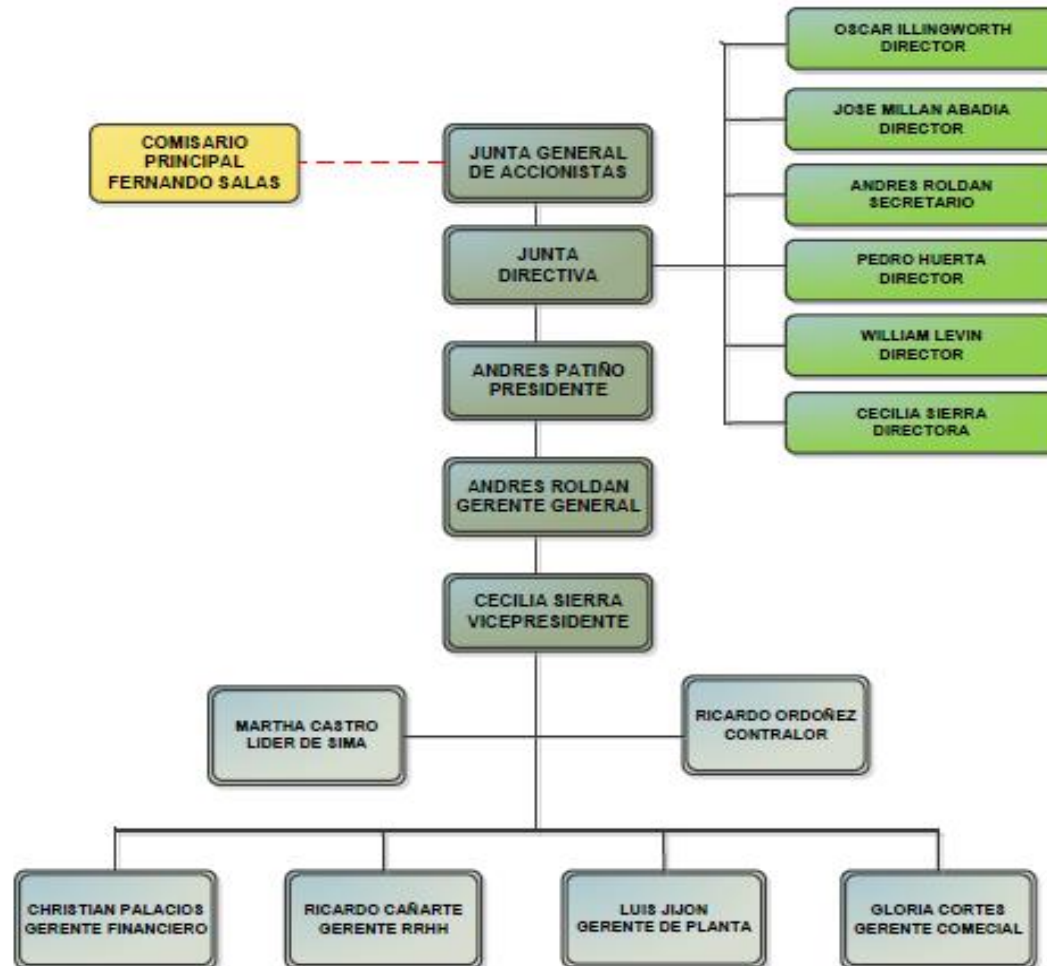 OSCAR ILLINGWORTH
DIRECTOR
JOSE MILLAN ABADIA
DIRECTOR
COMISARIO
PRINCIPAL
FERNANDO SALAS
JUNTA GENERAL
DE ACCIONISTAS
ANDRES ROLDAN
SECRETARIO
JUNTA
DIRECTIVA
PEDRO HUERTA
DIRECTOR
WILLIAM LEVIN
DIRECTOR
ANDRES PATIÑO
PRESIDENTE
CECILIA SIERRA
DIRECTORA
ANDRES ROLDAN
GERENTE GENERAL
CECILIA SIERRA
VICEPRESIDENTE
MARTHA CASTRO
LIDER DE SIMA
RICARDO ORDOÑEZ
CONTRALOR
CHRISTIAN PALACIOS
GERENTE FINANCIERO
RICARDO CAÑARTE
GERENTE RRHH
LUIS JIJON
GERENTE DE PLANTA
GLORIA CORTES
GERENTE COMECIAL